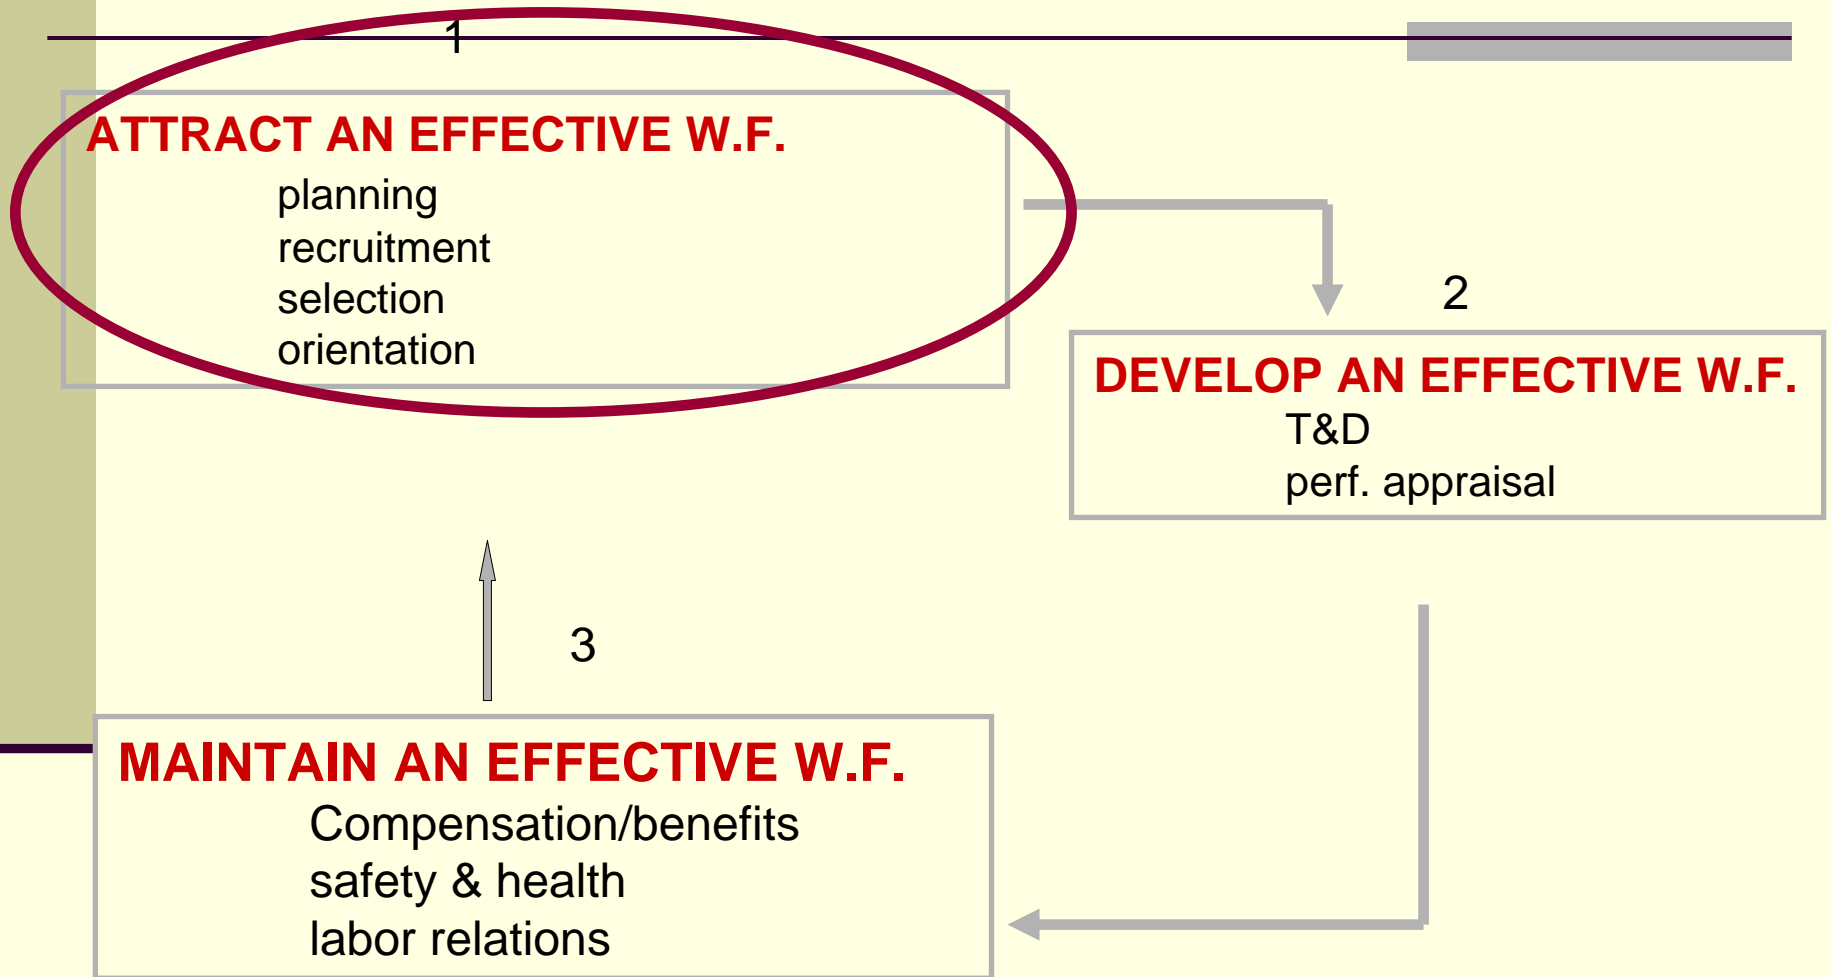 1
ATTRACT AN EFFECTIVE W.F.
planning
recruitment
selection
orientation
2
DEVELOP AN EFFECTIVE W.F.
T&D
perf. appraisal
3
MAINTAIN AN EFFECTIVE W.F.
Compensation/benefits
safety & health
labor relations